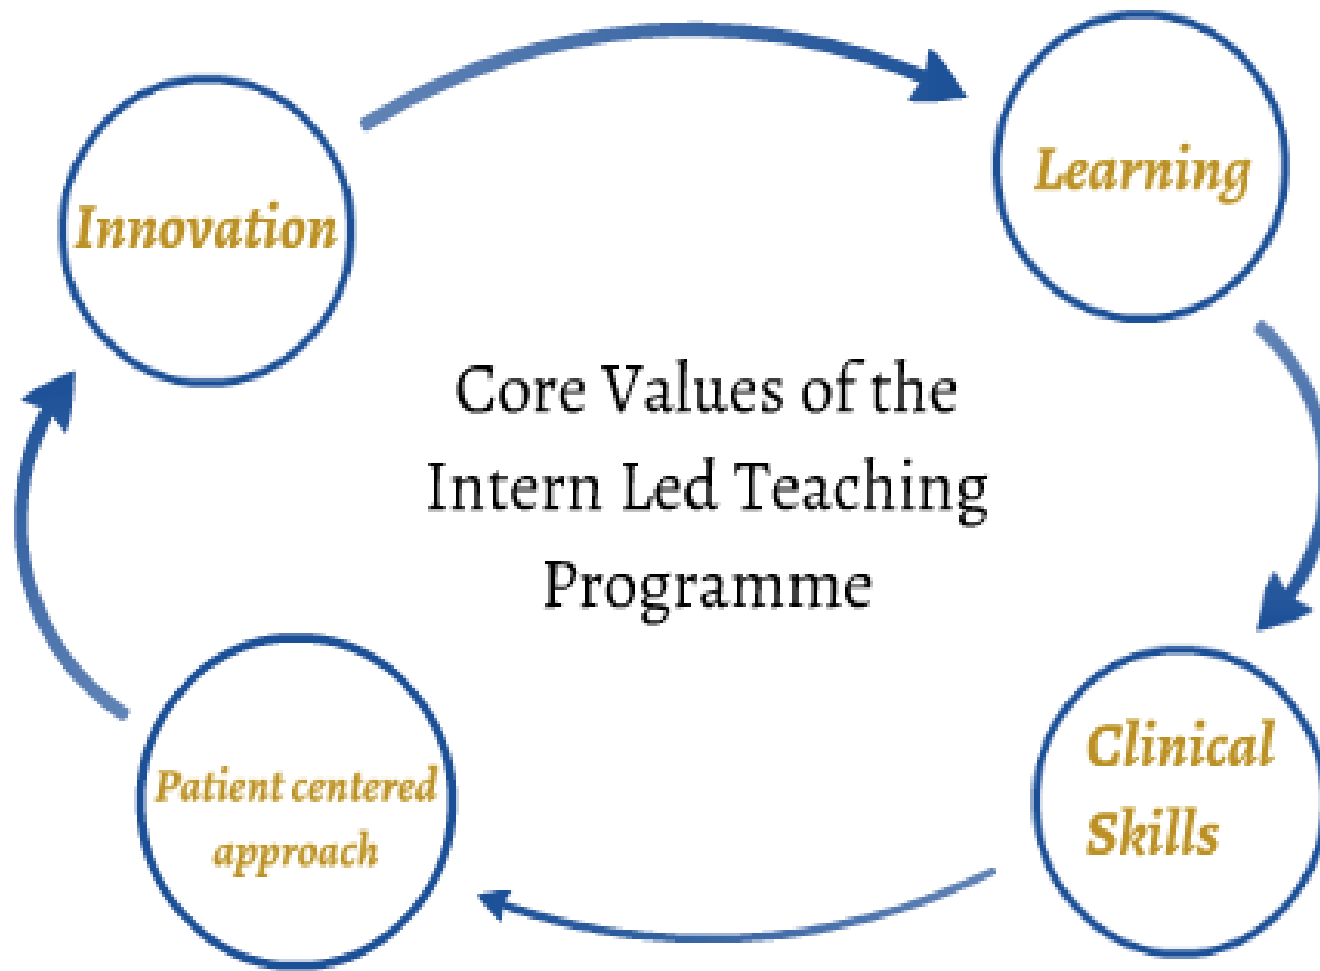 Innovation
Learning
Core Values of the
Intern Led Teaching
Programme
Patient centered
approach
Clinical
Skills